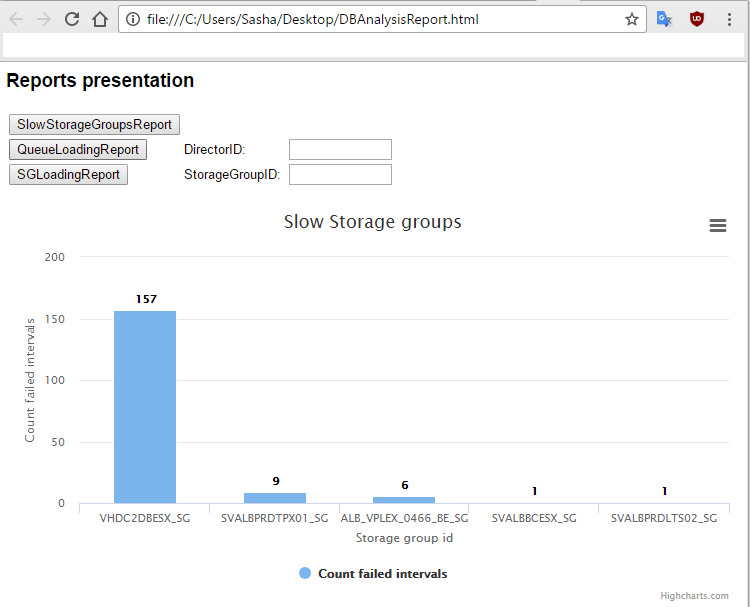 file:///C:/Users/Sasha/Desktop/DBAnalysisReport.html
Reports presentation
SlowStorageGroupsReport
QueueLoadingReport DirectorID:
SGLoadingReport StorageGroupID:
Slow Storage groups
200
150
100
50
0
Count failed intervals
157
9
6
1
1
VHDC2DBESX_SG SVALBPRDTPX01_SG ALB_VPLEX_0466_BE_SG SVALBBCESX_SG SVALBPRDLTS02_SG
Storage group id
Count failed intervals
Highcharts.com